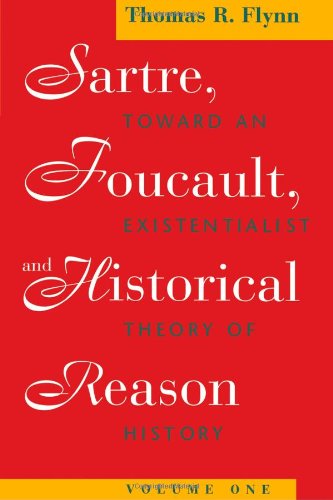 Thomas R. Flynn
Sartre,
TOWARD AN
Foucault,
EXISTENTIALIST
and Historical
THEORY OF
Reason
HISTORY
VOLUME ONE